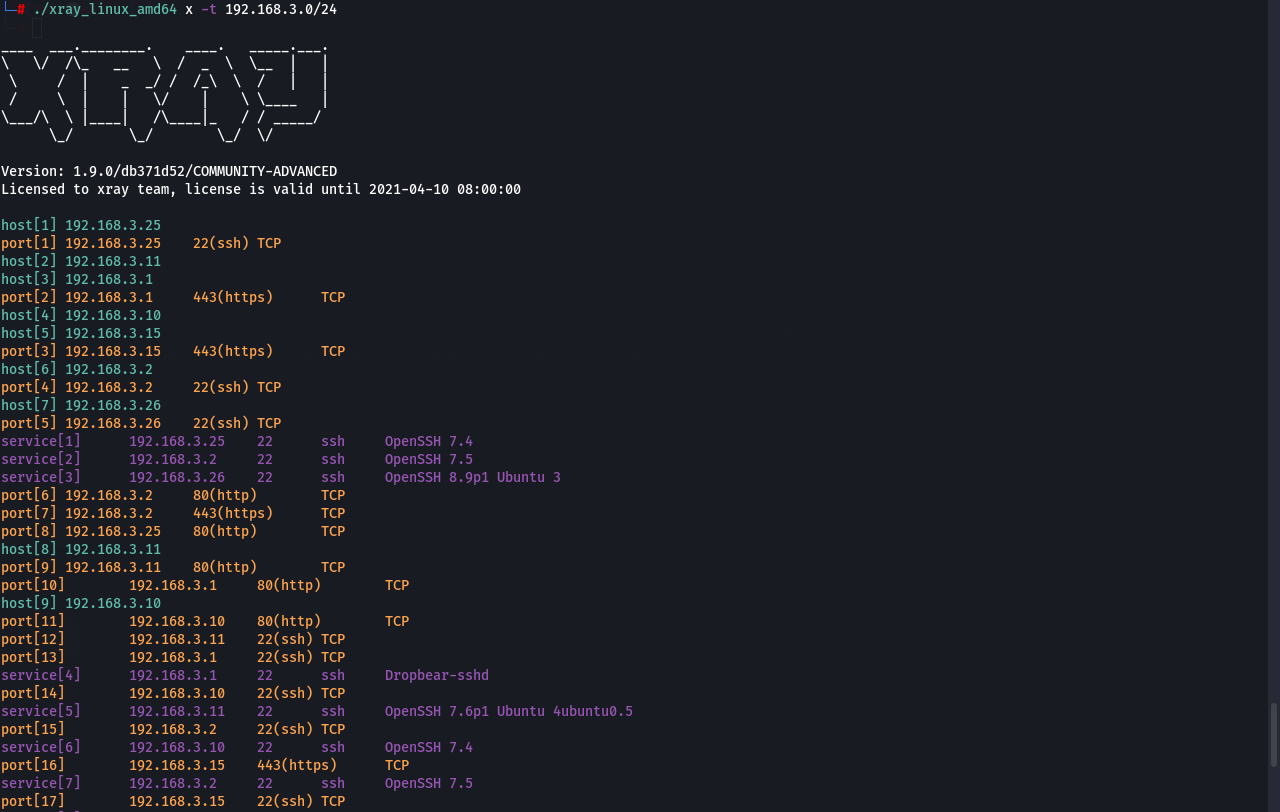 └─# ./xray_linux_amd64 x -t 192.168.3.0/24
____  ___.________.    ____.   _____.___.
\   \/  /\_   __   \  /  _  \  \__  |   |
 \     /  |    _  _/ /  /_\  \  /   |   |
 /     \  |    |   \/    |    \ \____   |
\___/\  \ |____|   /\____|_   / / _____/
      \_/       \_/        \_/  \/
Version: 1.9.0/db371d52/COMMUNITY-ADVANCED
Licensed to xray team, license is valid until 2021-04-10 08:00:00
host[1] 192.168.3.25
port[1] 192.168.3.25    22(ssh) TCP
host[2] 192.168.3.11
host[3] 192.168.3.1
port[2] 192.168.3.1     443(https)      TCP
host[4] 192.168.3.10
host[5] 192.168.3.15
port[3] 192.168.3.15    443(https)      TCP
host[6] 192.168.3.2
port[4] 192.168.3.2     22(ssh) TCP
host[7] 192.168.3.26
port[5] 192.168.3.26    22(ssh) TCP
service[1]      192.168.3.25    22      ssh     OpenSSH 7.4
service[2]      192.168.3.2     22      ssh     OpenSSH 7.5
service[3]      192.168.3.26    22      ssh     OpenSSH 8.9p1 Ubuntu 3
port[6] 192.168.3.2     80(http)        TCP
port[7] 192.168.3.2     443(https)      TCP
port[8] 192.168.3.25    80(http)        TCP
host[8] 192.168.3.11
port[9] 192.168.3.11    80(http)        TCP
port[10]        192.168.3.1     80(http)        TCP
host[9] 192.168.3.10
port[11]        192.168.3.10    80(http)        TCP
port[12]        192.168.3.11    22(ssh) TCP
port[13]        192.168.3.1     22(ssh) TCP
service[4]      192.168.3.1     22      ssh     Dropbear-sshd
port[14]        192.168.3.10    22(ssh) TCP
service[5]      192.168.3.11    22      ssh     OpenSSH 7.6p1 Ubuntu 4ubuntu0.5
port[15]        192.168.3.2     22(ssh) TCP
service[6]      192.168.3.10    22      ssh     OpenSSH 7.4
port[16]        192.168.3.15    443(https)      TCP
service[7]      192.168.3.2     22      ssh     OpenSSH 7.5
port[17]        192.168.3.15    22(ssh) TCP